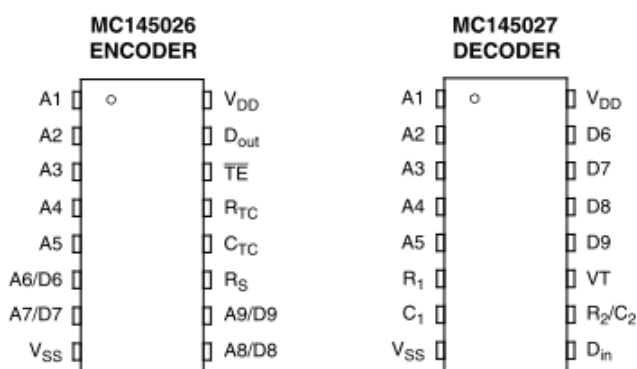 MC145026
ENCODER
A1
A2
A3
A4
A5
A6/D6
A7/D7
VSS
VDD
Dout
T̅E̅
RTC
CTC
RS
A9/D9
A8/D8
MC145027
DECODER
A1
A2
A3
A4
A5
R1
C1
VSS
VDD
D6
D7
D8
D9
VT
R2/C2
Din